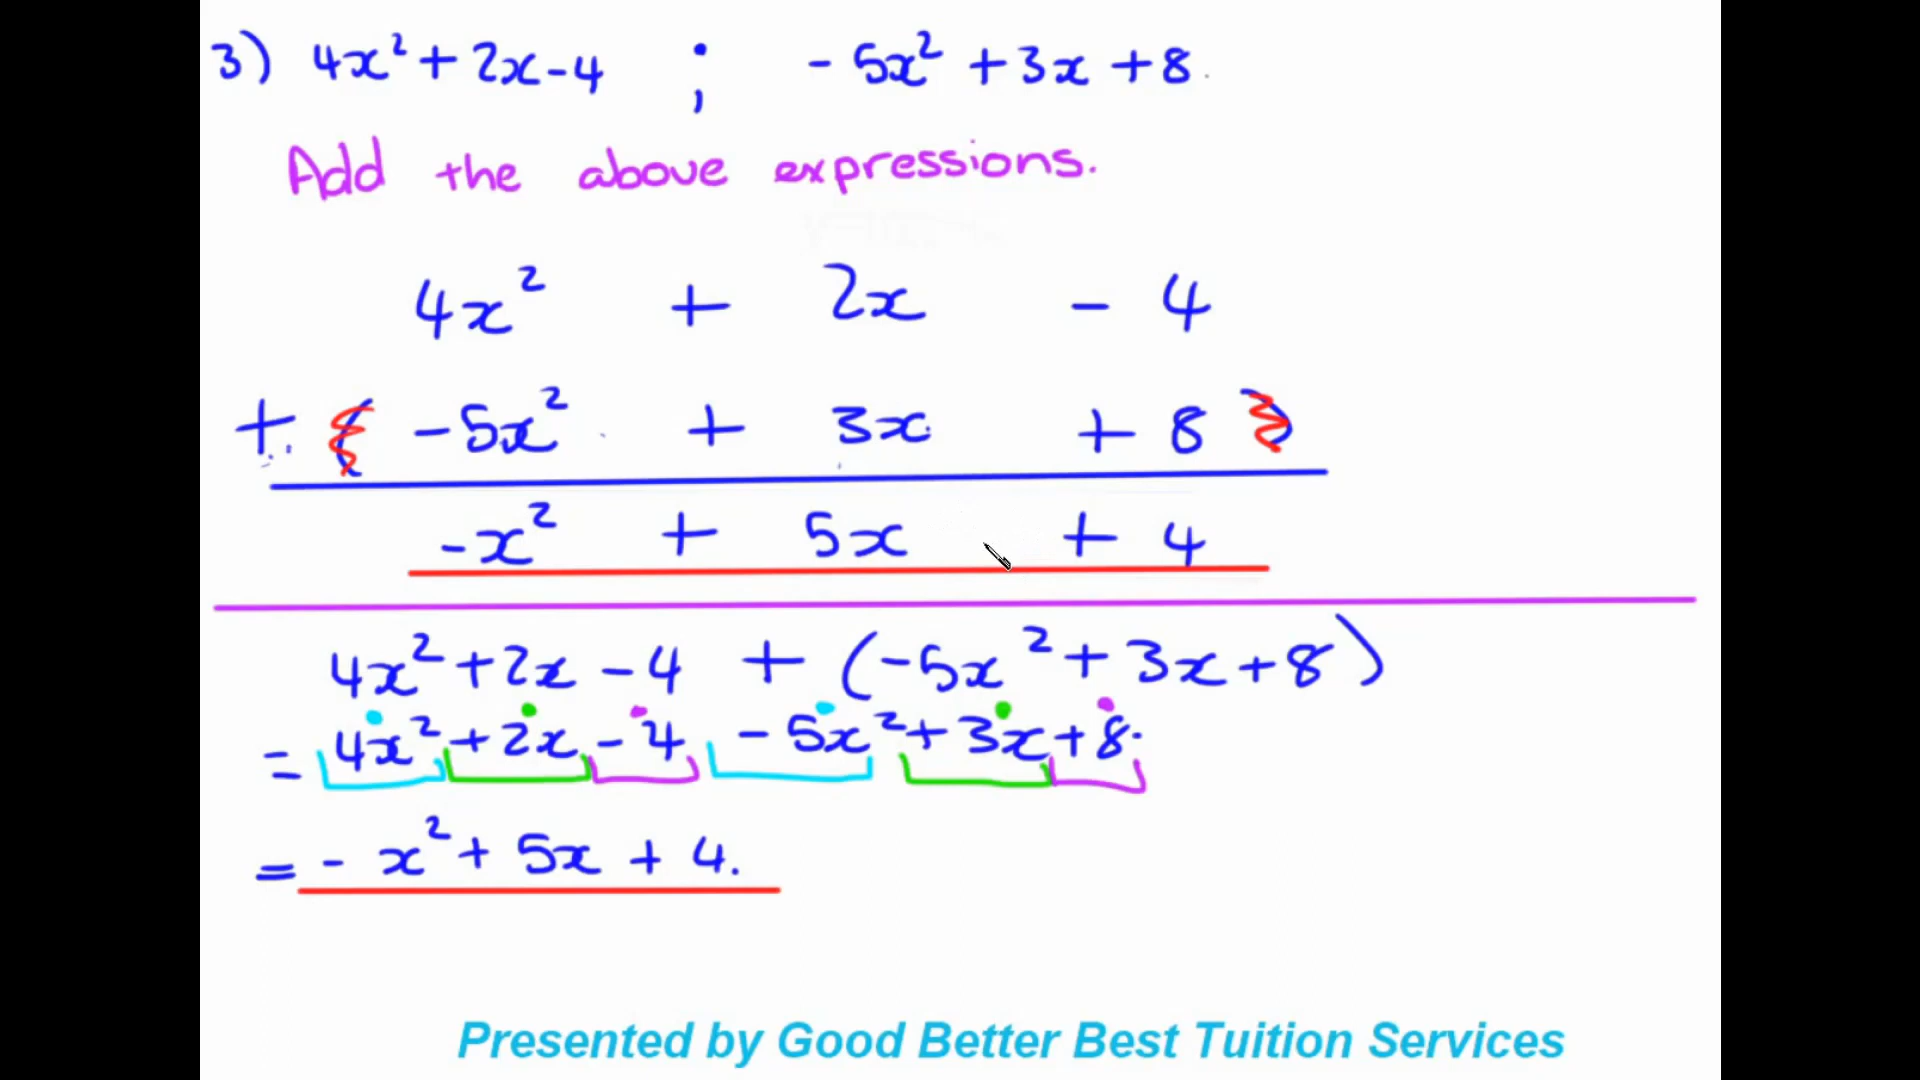 3) 4x² + 2x - 4 ; - 5x² + 3x + 8
Add the above expressions.
4x² + 2x - 4
+ ( - 5x² + 3x + 8 )
- x² + 5x + 4
4x² + 2x - 4 + ( - 5x² + 3x + 8 )
= 4x² + 2x - 4 - 5x² + 3x + 8.
= - x² + 5x + 4.
Presented by Good Better Best Tuition Services